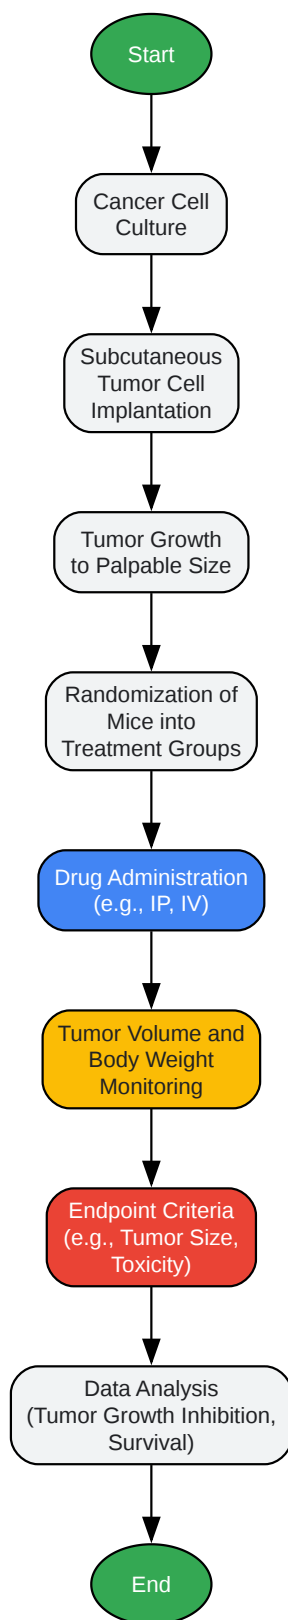 Start
Cancer Cell
Culture
Subcutaneous
Tumor Cell
Implantation
Tumor Growth
to Palpable Size
Randomization of
Mice into
Treatment Groups
Drug Administration
(e.g., IP, IV)
Tumor Volume and
Body Weight
Monitoring
Endpoint Criteria
(e.g., Tumor Size,
Toxicity)
Data Analysis
(Tumor Growth Inhibition,
Survival)
End